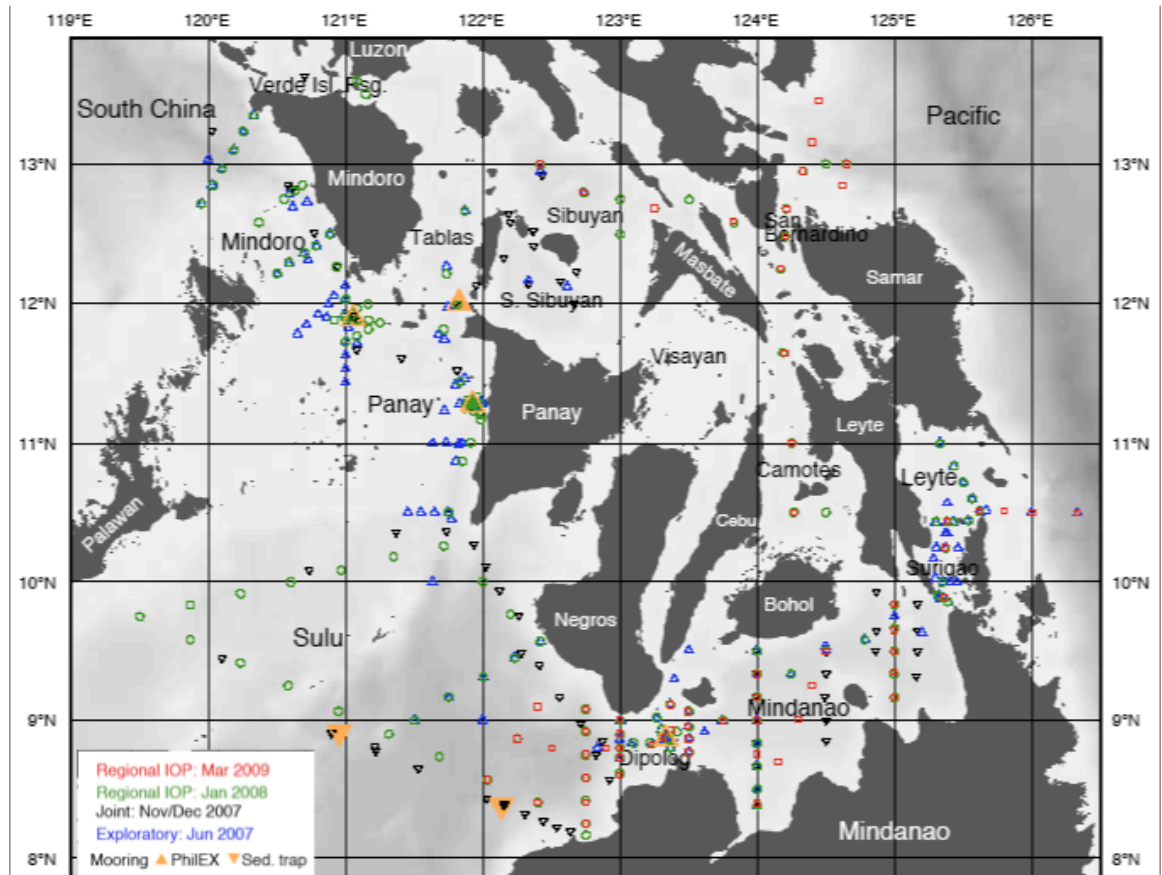 119°E 120°E 121°E 122°E 123°E 124°E 125°E 126°E
Luzon
Verde Isl. Psg.
South China
Pacific
13°N 13°N
Mindoro
Sibuyan
San
Bernardino
Mindoro
Tablas
Masbate
Samar
12°N S. Sibuyan 12°N
Visayan
Panay
Panay
Leyte
11°N 11°N
Camotes
Leyte
Palawan
Cebu
Surigao
10°N 10°N
Bohol
Negros
Sulu
9°N Mindanao 9°N
Dipolog
Regional IOP: Mar 2009
Regional IOP: Jan 2008
Joint: Nov/Dec 2007
Exploratory: Jun 2007
Mindanao
Mooring PhilEX Sed. trap
8°N 8°N